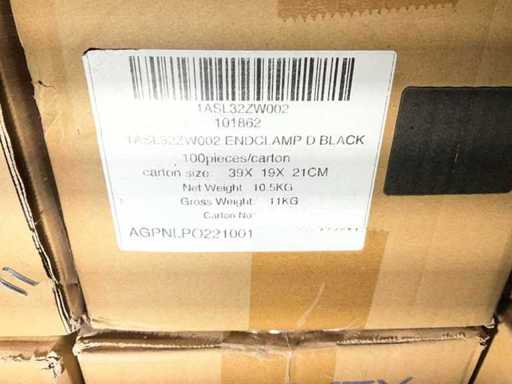 1ASL32ZW002
101862
1ASL32ZW002 ENDCLAMP D BLACK
100pieces/carton
carton size: 39X 19X 21CM
Net Weight: 10.5KG
Gross Weight: 11KG
Carton No:
AGPNLPO221001